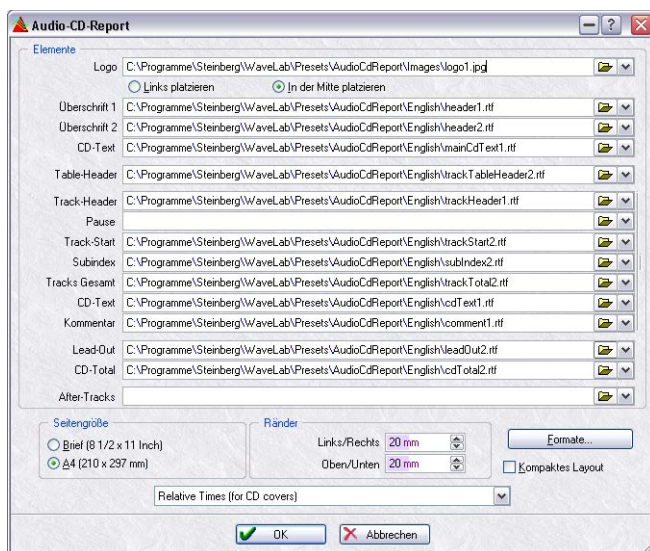 Audio-CD-Report
Elemente
Logo C:\Programme\Steinberg\WaveLab\Presets\AudioCdReport\Images\logo1.jpg
Links platzieren In der Mitte platzieren
Überschrift 1 C:\Programme\Steinberg\WaveLab\Presets\AudioCdReport\English\header1.rtf
Überschrift 2 C:\Programme\Steinberg\WaveLab\Presets\AudioCdReport\English\header2.rtf
CD-Text C:\Programme\Steinberg\WaveLab\Presets\AudioCdReport\English\mainCdText1.rtf
Table-Header C:\Programme\Steinberg\WaveLab\Presets\AudioCdReport\English\trackTableHeader2.rtf
Track-Header C:\Programme\Steinberg\WaveLab\Presets\AudioCdReport\English\trackHeader1.rtf
Pause
Track-Start C:\Programme\Steinberg\WaveLab\Presets\AudioCdReport\English\trackStart2.rtf
Subindex C:\Programme\Steinberg\WaveLab\Presets\AudioCdReport\English\subIndex2.rtf
Tracks Gesamt C:\Programme\Steinberg\WaveLab\Presets\AudioCdReport\English\trackTotal2.rtf
CD-Text C:\Programme\Steinberg\WaveLab\Presets\AudioCdReport\English\cdText1.rtf
Kommentar C:\Programme\Steinberg\WaveLab\Presets\AudioCdReport\English\comment1.rtf
Lead-Out C:\Programme\Steinberg\WaveLab\Presets\AudioCdReport\English\leadOut2.rtf
CD-Total C:\Programme\Steinberg\WaveLab\Presets\AudioCdReport\English\cdTotal2.rtf
After-Tracks
Seitengröße
Brief (8 1/2 x 11 Inch)
A4 (210 x 297 mm)
Ränder
Links/Rechts 20 mm
Oben/Unten 20 mm
Formate...
Kompaktes Layout
Relative Times (for CD covers)
OK Abbrechen